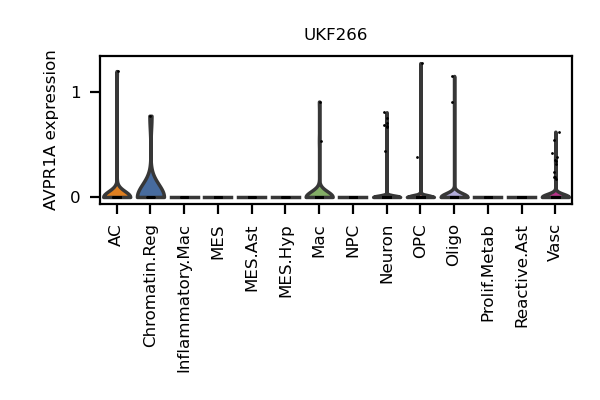 UKF266
AVPR1A expression
1
0
AC
Chromatin.Reg
Inflammatory.Mac
MES
MES.Ast
MES.Hyp
Mac
NPC
Neuron
OPC
Oligo
Prolif.Metab
Reactive.Ast
Vasc